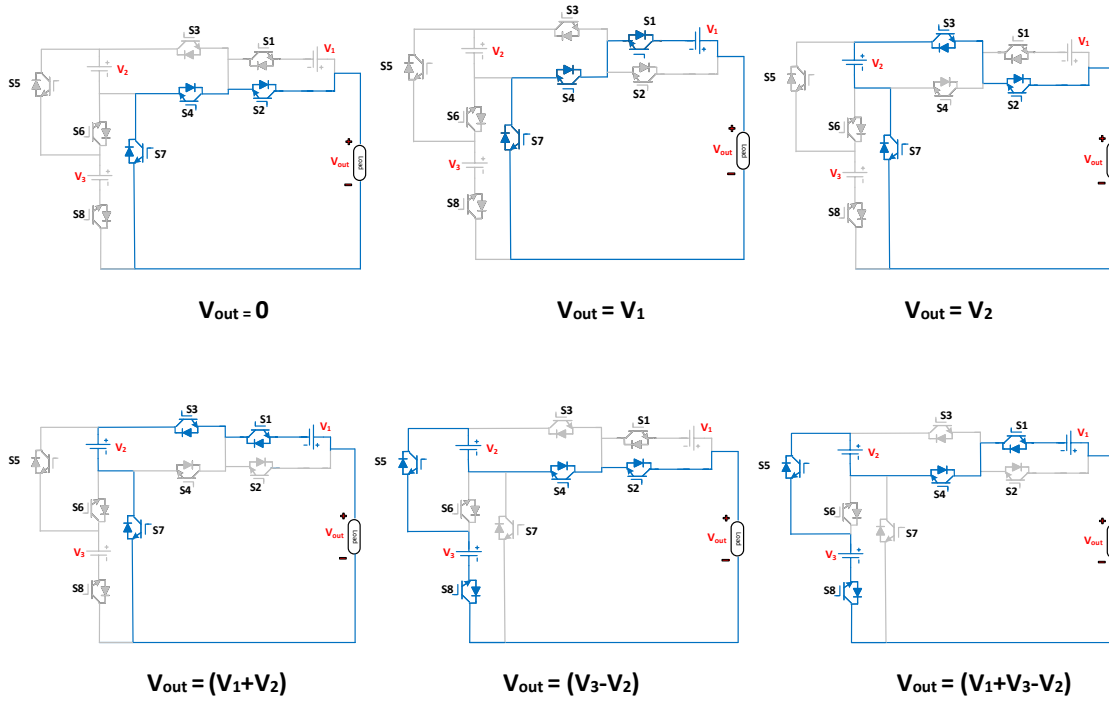 S3
S1
V1
V2
S5
S4
S2
S6
S7
V3
S8
+
Vout
Load
−
Vout = 0
S3
S1
V1
V2
S5
S4
S2
S6
S7
V3
S8
+
Vout
Load
−
Vout = V1
S3
S1
V1
V2
S5
S4
S2
S6
S7
V3
S8
+
Vout
Load
−
Vout = V2
S3
S1
V1
V2
S5
S4
S2
S6
S7
V3
S8
+
Vout
Load
−
Vout = (V1+V2)
S3
S1
V1
V2
S5
S4
S2
S6
S7
V3
S8
+
Vout
Load
−
Vout = (V3-V2)
S3
S1
V1
V2
S5
S4
S2
S6
S7
V3
S8
+
Vout
Load
−
Vout = (V1+V3-V2)